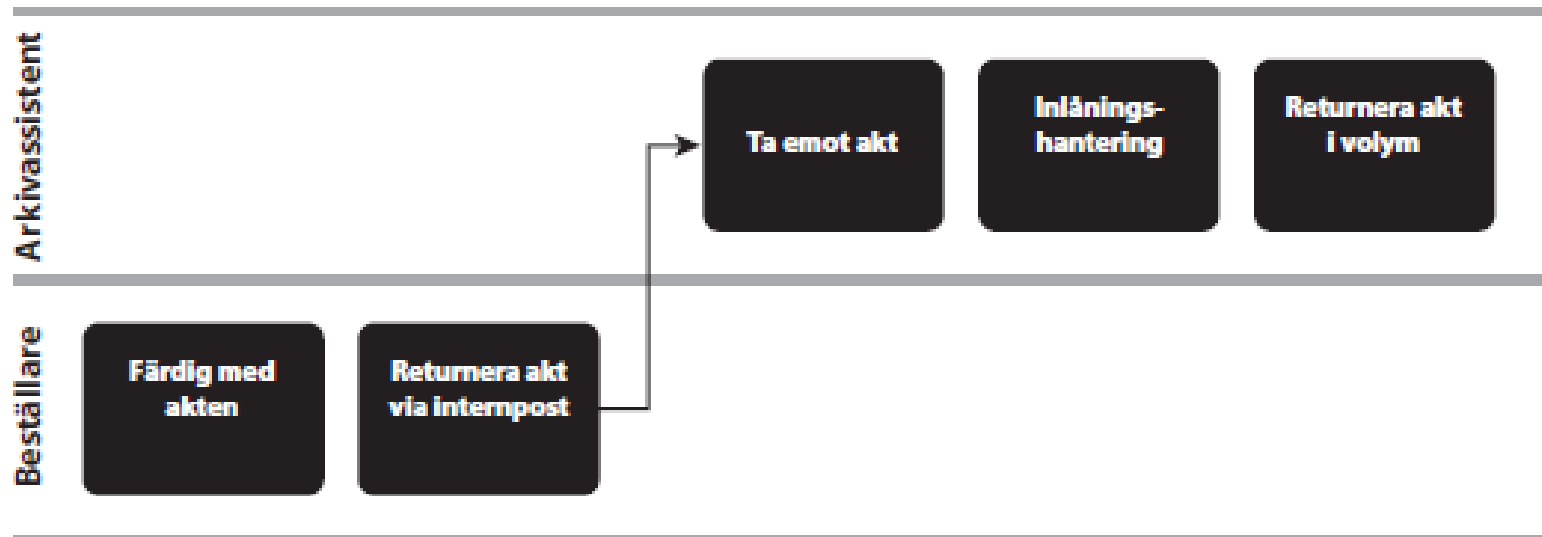 Arkivassistent
Ta emot akt
Inlånings-
hantering
Returnera akt
i volym
Beställare
Färdig med
akten
Returnera akt
via internpost